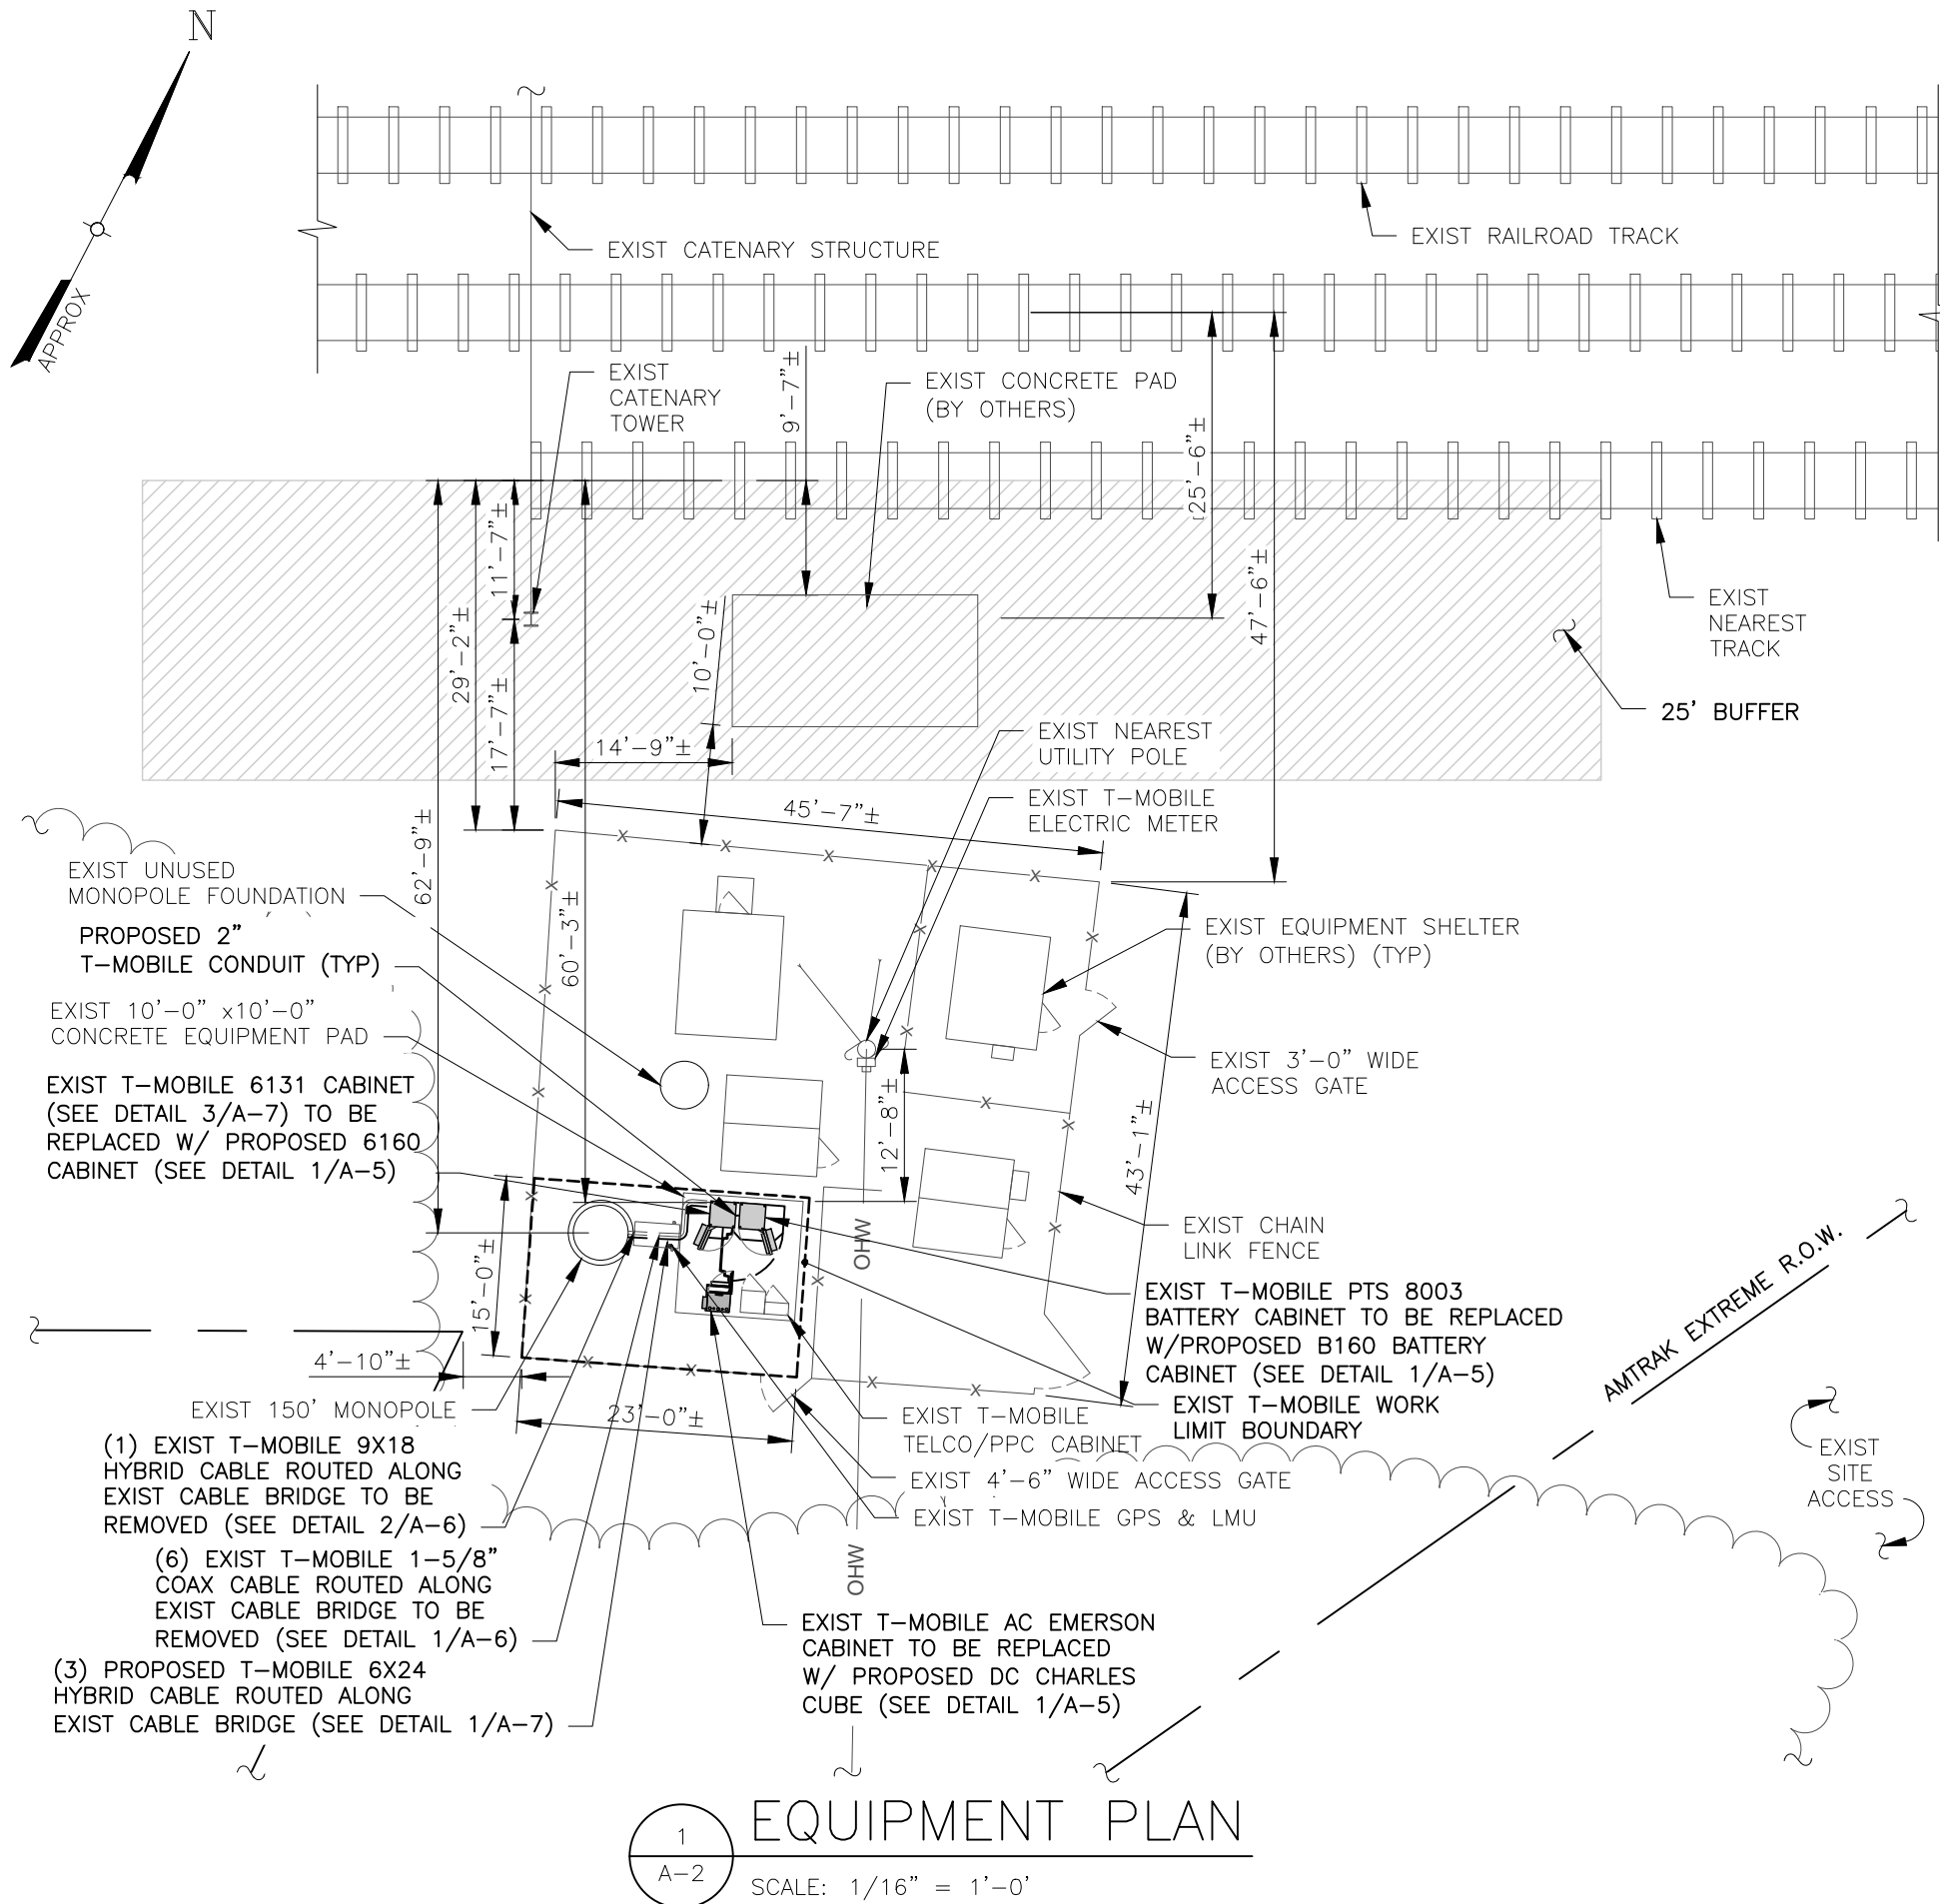 N
APPROX
EXIST CATENARY STRUCTURE
EXIST RAILROAD TRACK
EXIST
CATENARY
TOWER
9'-7"±
EXIST CONCRETE PAD
(BY OTHERS)
25'-6"±
47'-6"±
11'-7"±
29'-2"±
17'-7"±
10'-0"±
14'-9"±
EXIST
NEAREST
TRACK
25' BUFFER
EXIST NEAREST
UTILITY POLE
EXIST T-MOBILE
ELECTRIC METER
45'-7"±
62'-9"±
60'-3"±
EXIST UNUSED
MONOPOLE FOUNDATION
PROPOSED 2"
T-MOBILE CONDUIT (TYP)
EXIST 10'-0" x10'-0"
CONCRETE EQUIPMENT PAD
EXIST T-MOBILE 6131 CABINET
(SEE DETAIL 3/A-7) TO BE
REPLACED W/ PROPOSED 6160
CABINET (SEE DETAIL 1/A-5)
EXIST EQUIPMENT SHELTER
(BY OTHERS) (TYP)
EXIST 3'-0" WIDE
ACCESS GATE
12'-8"±
43'-1"±
EXIST CHAIN
LINK FENCE
OHW
15'-0"±
4'-10"±
23'-0"±
EXIST T-MOBILE PTS 8003
BATTERY CABINET TO BE REPLACED
W/PROPOSED B160 BATTERY
CABINET (SEE DETAIL 1/A-5)
EXIST T-MOBILE WORK
LIMIT BOUNDARY
AMTRAK EXTREME R.O.W.
EXIST
SITE
ACCESS
EXIST 150' MONOPOLE
EXIST T-MOBILE
TELCO/PPC CABINET
EXIST 4'-6" WIDE ACCESS GATE
EXIST T-MOBILE GPS & LMU
(1) EXIST T-MOBILE 9X18
HYBRID CABLE ROUTED ALONG
EXIST CABLE BRIDGE TO BE
REMOVED (SEE DETAIL 2/A-6)
(6) EXIST T-MOBILE 1-5/8"
COAX CABLE ROUTED ALONG
EXIST CABLE BRIDGE TO BE
REMOVED (SEE DETAIL 1/A-6)
(3) PROPOSED T-MOBILE 6X24
HYBRID CABLE ROUTED ALONG
EXIST CABLE BRIDGE (SEE DETAIL 1/A-7)
OHW
EXIST T-MOBILE AC EMERSON
CABINET TO BE REPLACED
W/ PROPOSED DC CHARLES
CUBE (SEE DETAIL 1/A-5)
1
A-2
EQUIPMENT PLAN
SCALE: 1/16" = 1'-0'